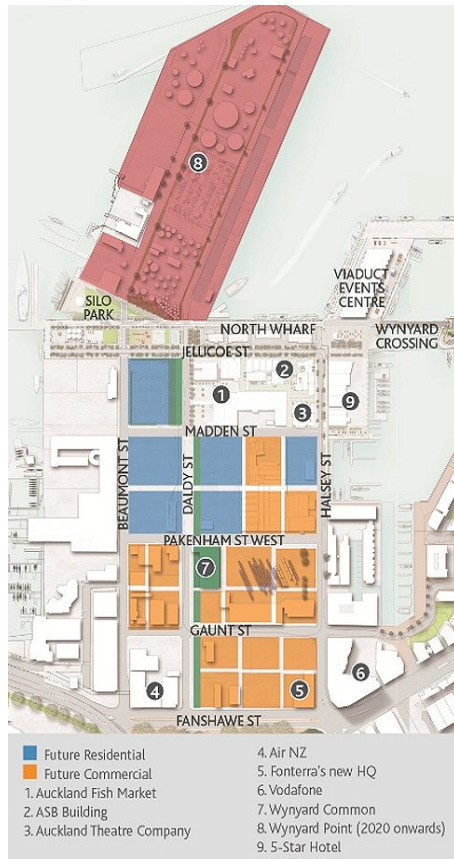 8
VIADUCT
EVENTS
CENTRE
SILO
PARK
NORTH WHARF
WYNYARD
CROSSING
JELLICOE ST
2
1
9
3
MADDEN ST
BEAUMONT ST
DALDY ST
HALSEY ST
PAKENHAM ST WEST
7
GAUNT ST
6
4
5
FANSHAWE ST
Future Residential
Future Commercial
1. Auckland Fish Market
2. ASB Building
3. Auckland Theatre Company
4. Air NZ
5. Fonterra's new HQ
6. Vodafone
7. Wynyard Common
8. Wynyard Point (2020 onwards)
9. 5-Star Hotel